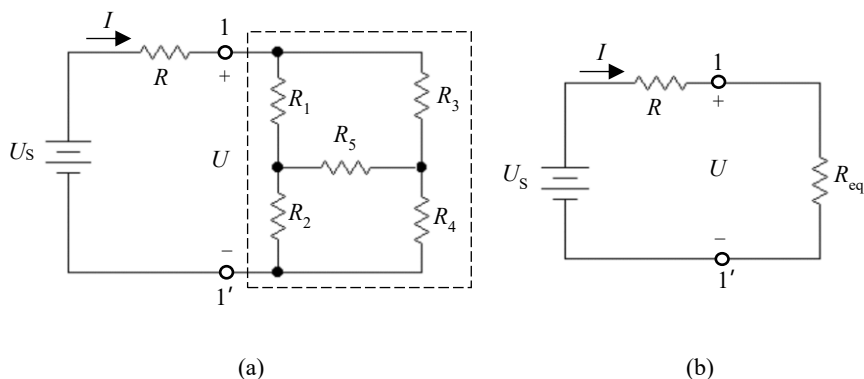 I
1
R
+
R1
R3
R5
US
U
R2
R4
−
1′
(a)
I
1
R
+
US
U
Req
−
1′
(b)